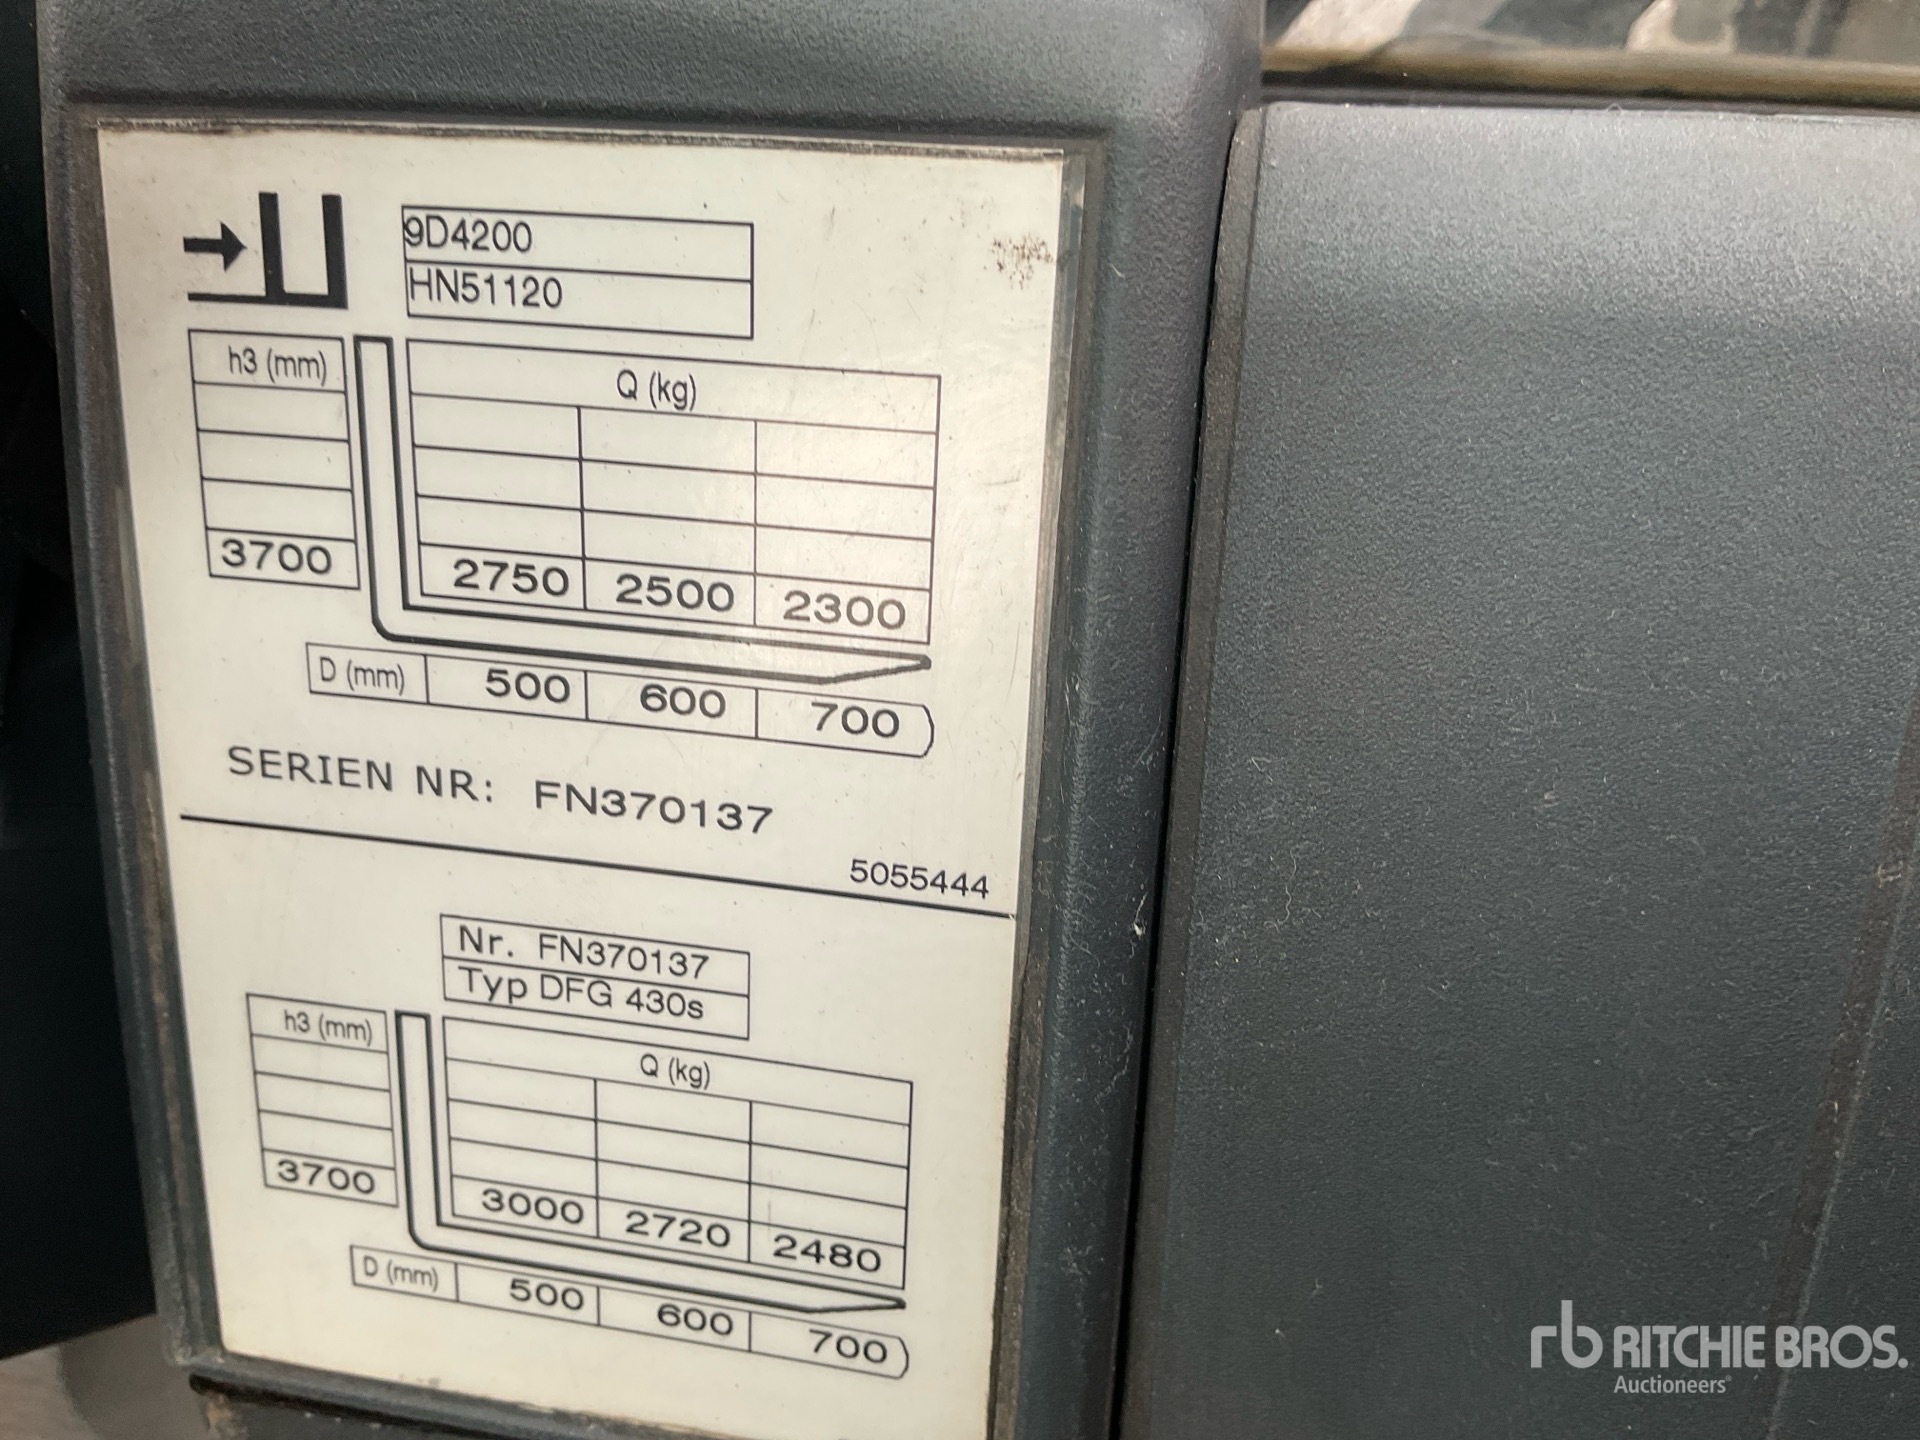 9D4200
HN51120
h3 (mm) Q (kg)
3700 2750 2500 2300
D (mm) 500 600 700
SERIEN NR: FN370137
5055444
Nr. FN370137
Typ DFG 430s
h3 (mm) Q (kg)
3700 3000 2720 2480
D (mm) 500 600 700
rb RITCHIE BROS.
Auctioneers